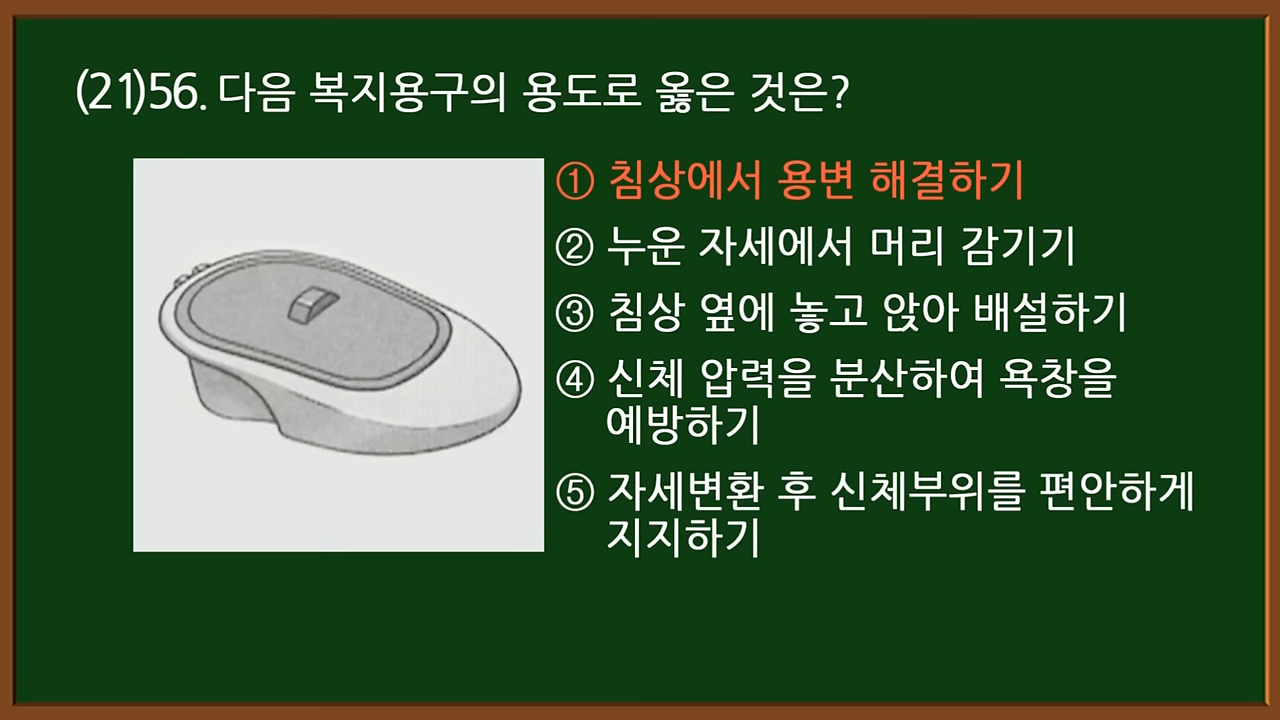 (21)56. 다음 복지용구의 용도로 옳은 것은?
① 침상에서 용변 해결하기
② 누운 자세에서 머리 감기기
③ 침상 옆에 놓고 앉아 배설하기
④ 신체 압력을 분산하여 욕창을
예방하기
⑤ 자세변환 후 신체부위를 편안하게
지지하기